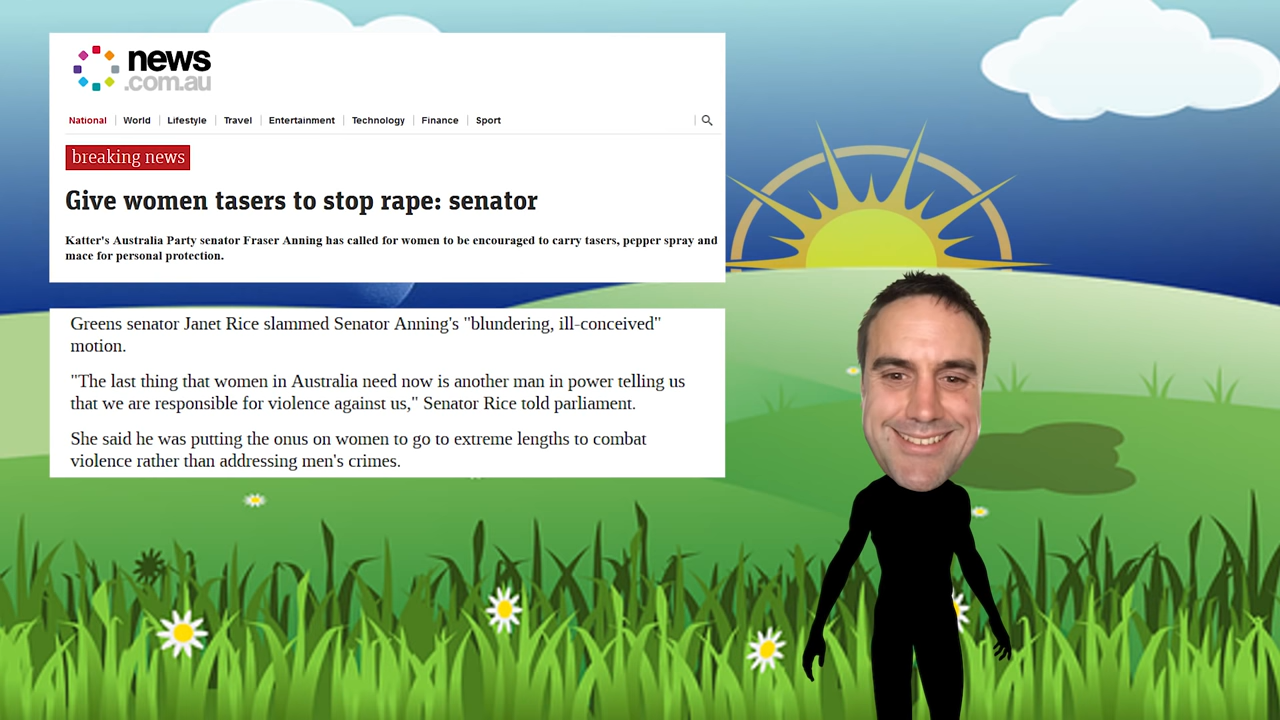 news
.com.au
National World Lifestyle Travel Entertainment Technology Finance Sport
breaking news
Give women tasers to stop rape: senator
Katter's Australia Party senator Fraser Anning has called for women to be encouraged to carry tasers, pepper spray and
mace for personal protection.
Greens senator Janet Rice slammed Senator Anning's "blundering, ill-conceived"
motion.
"The last thing that women in Australia need now is another man in power telling us
that we are responsible for violence against us," Senator Rice told parliament.
She said he was putting the onus on women to go to extreme lengths to combat
violence rather than addressing men's crimes.